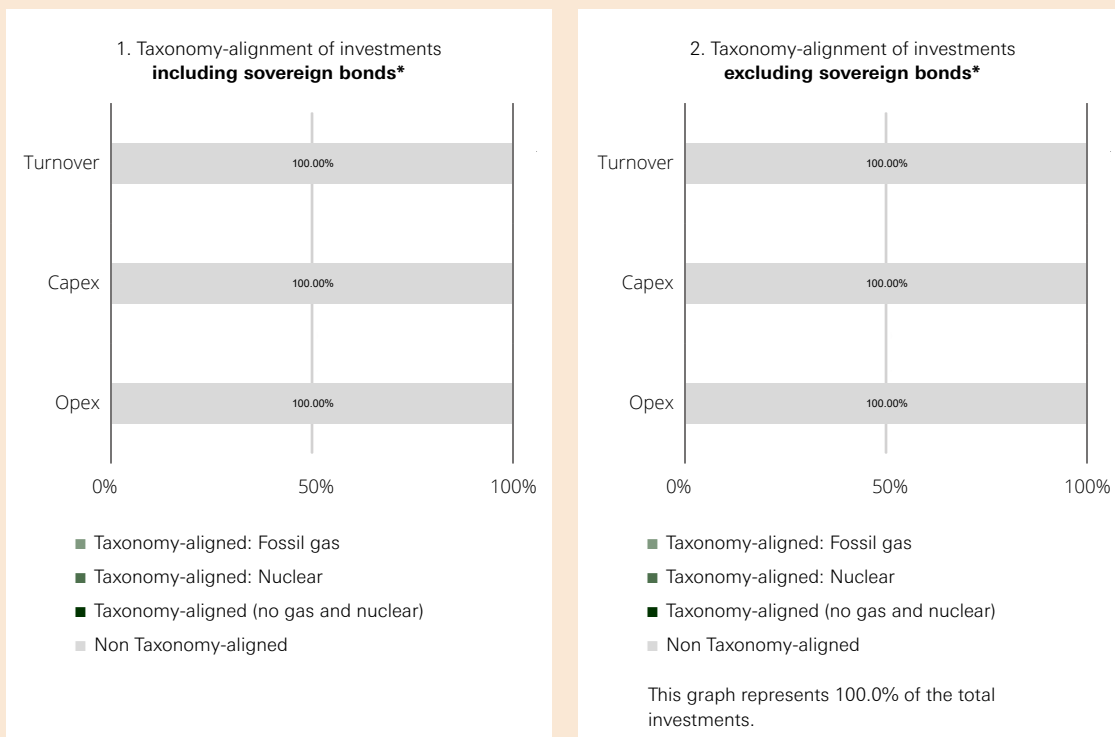 1. Taxonomy-alignment of investments
including sovereign bonds*
Turnover
100.00%
Capex
100.00%
Opex
100.00%
0%
50%
100%
Taxonomy-aligned: Fossil gas
Taxonomy-aligned: Nuclear
Taxonomy-aligned (no gas and nuclear)
Non Taxonomy-aligned
2. Taxonomy-alignment of investments
excluding sovereign bonds*
Turnover
100.00%
Capex
100.00%
Opex
100.00%
0%
50%
100%
Taxonomy-aligned: Fossil gas
Taxonomy-aligned: Nuclear
Taxonomy-aligned (no gas and nuclear)
Non Taxonomy-aligned
This graph represents 100.0% of the total
investments.